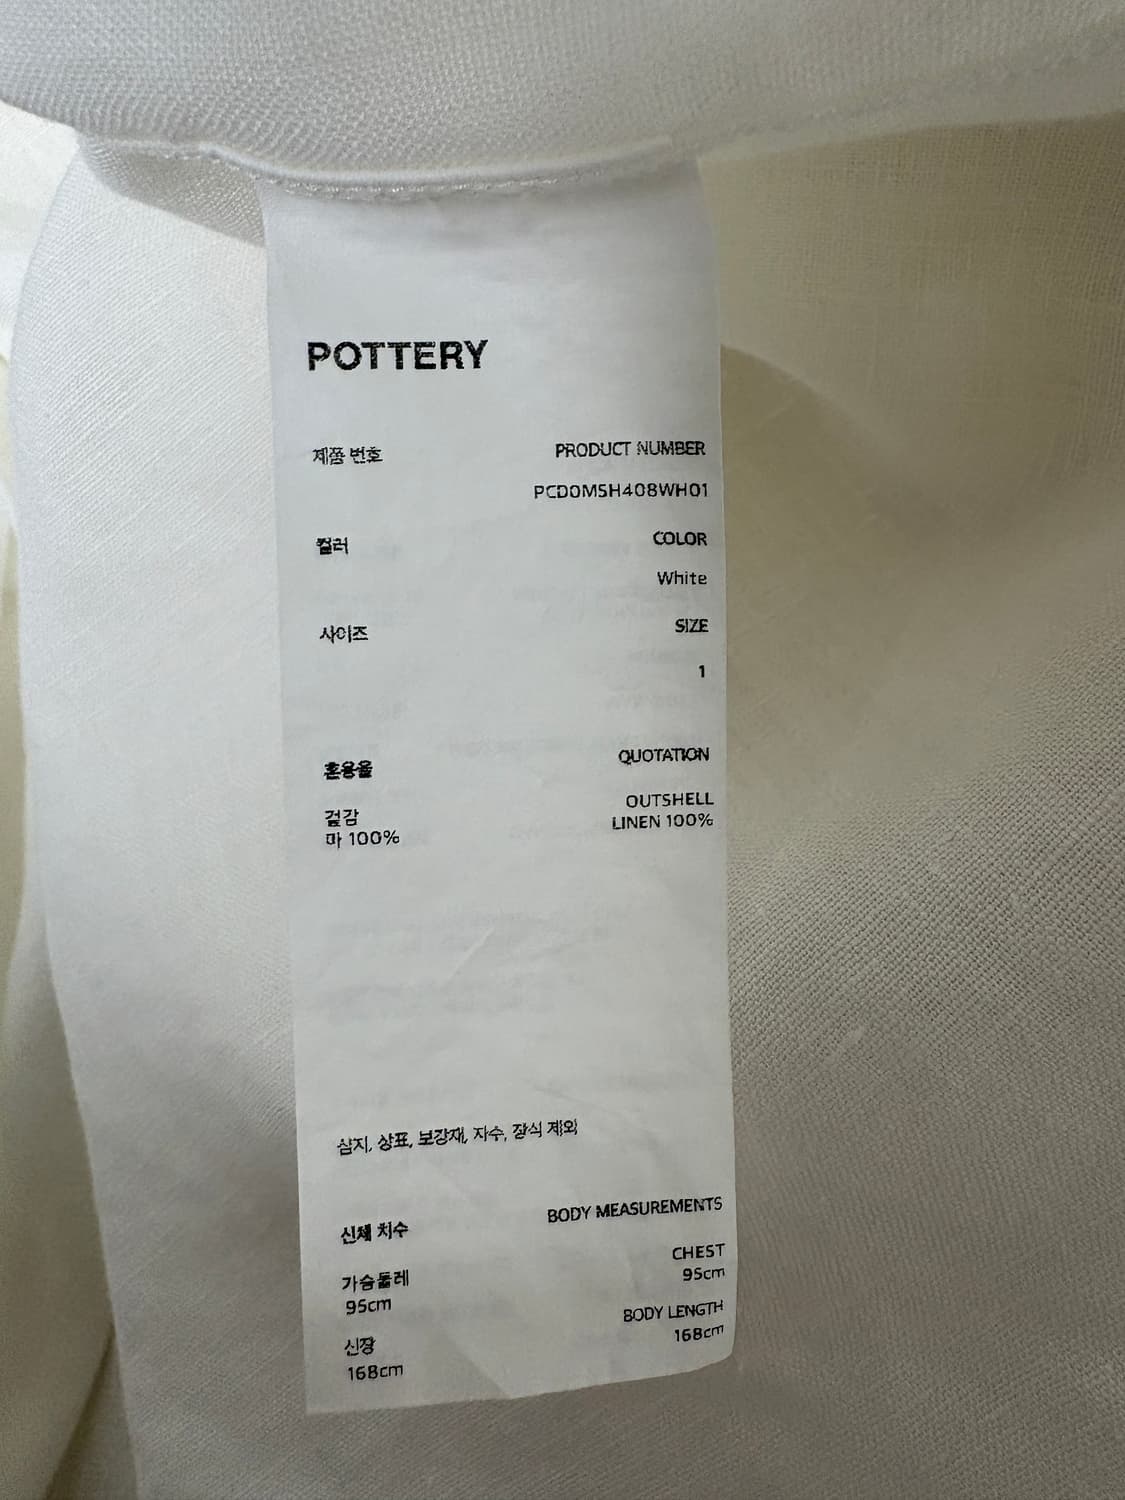 POTTERY
제품 번호 PRODUCT NUMBER
PCD0MSH408WH01
컬러 COLOR
White
사이즈 SIZE
1
혼용율 QUOTATION
겉감 OUTSHELL
마 100% LINEN 100%
심지, 상표, 보강재, 자수, 장식 제외
신체 치수 BODY MEASUREMENTS
가슴둘레 CHEST
95cm 95cm
신장 BODY LENGTH
168cm 168cm